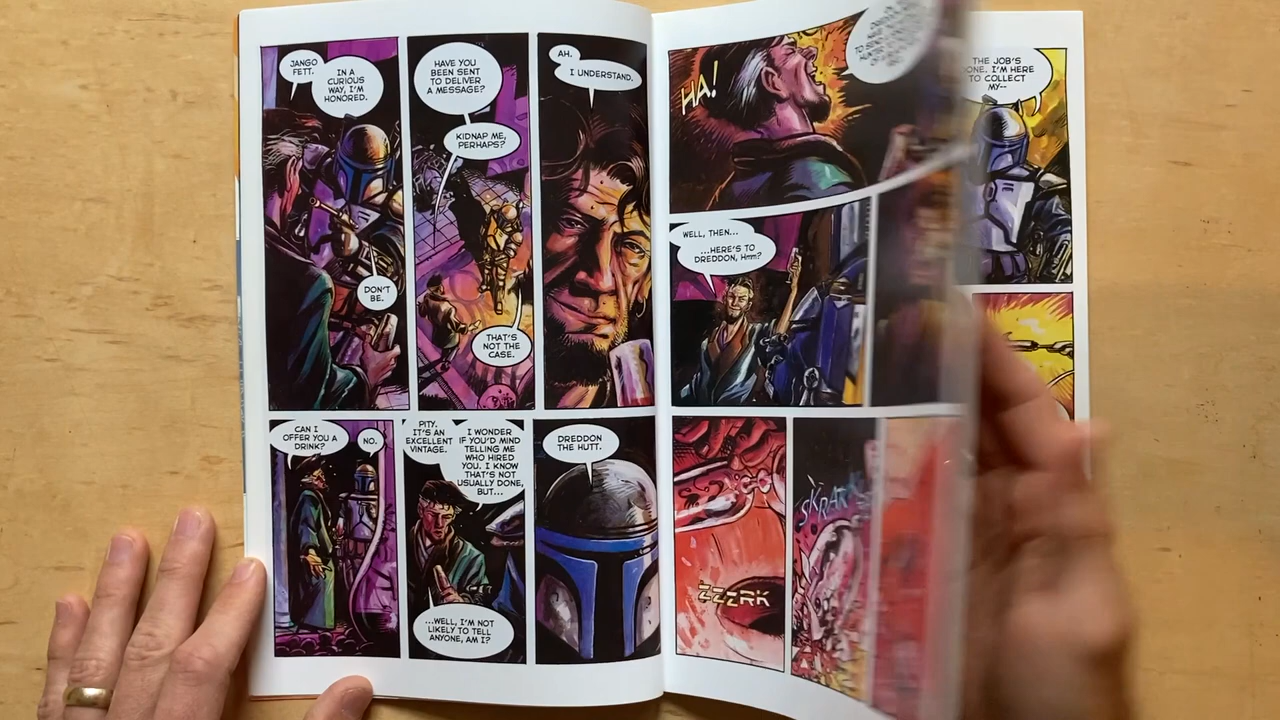 JANGO
FETT.
IN A
CURIOUS
WAY, I'M
HONORED.
DON'T
BE.
HAVE YOU
BEEN SENT
TO DELIVER
A MESSAGE?
KIDNAP ME,
PERHAPS?
THAT'S
NOT THE
CASE.
AH.
I UNDERSTAND.
CAN I
OFFER YOU A
DRINK?
NO.
PITY.
IT'S AN
EXCELLENT
VINTAGE.
I WONDER
IF YOU'D MIND
TELLING ME
WHO HIRED
YOU. I KNOW
THAT'S NOT
USUALLY DONE,
BUT...
...WELL, I'M NOT
LIKELY TO TELL
ANYONE, AM I?
DREDDON
THE HUTT.
HA!
WELL, THEN...
...HERE'S TO
DREDDON, Hmm?
ZZZRK
THE JOB'S
I'M HERE
TO COLLECT
MY--